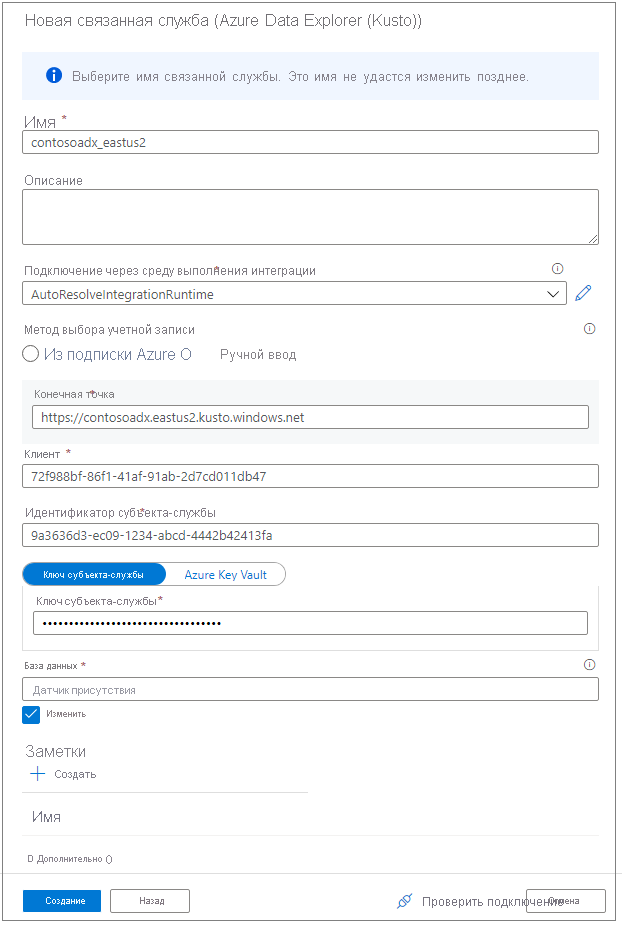 Новая связанная служба (Azure Data Explorer (Kusto))
Выберите имя связанной службы. Это имя не удастся изменить позднее.
Имя *
contosoadx_eastus2
Описание
Подключение через среду выполнения интеграции *
AutoResolveIntegrationRuntime
Метод выбора учетной записи
Из подписки Azure O Ручной ввод
Конечная точка *
https://contosoadx.eastus2.kusto.windows.net
Клиент *
72f988bf-86f1-41af-91ab-2d7cd011db47
Идентификатор субъекта-службы *
9a3636d3-ec09-1234-abcd-4442b42413fa
Ключ субъекта-службы Azure Key Vault
Ключ субъекта-службы *
••••••••••••••••••••••••••••••••••
База данных *
Датчик присутствия
Изменить
Заметки
Создать
Имя
D Дополнительно ()
Создание Назад Проверить подключение Отмена